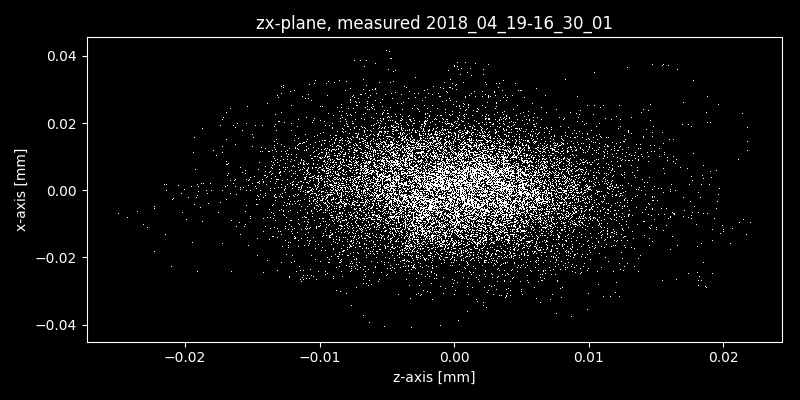 zx-plane, measured 2018_04_19-16_30_01
0.04
0.02
0.00
−0.02
−0.04
x-axis [mm]
−0.02 −0.01 0.00 0.01 0.02
z-axis [mm]